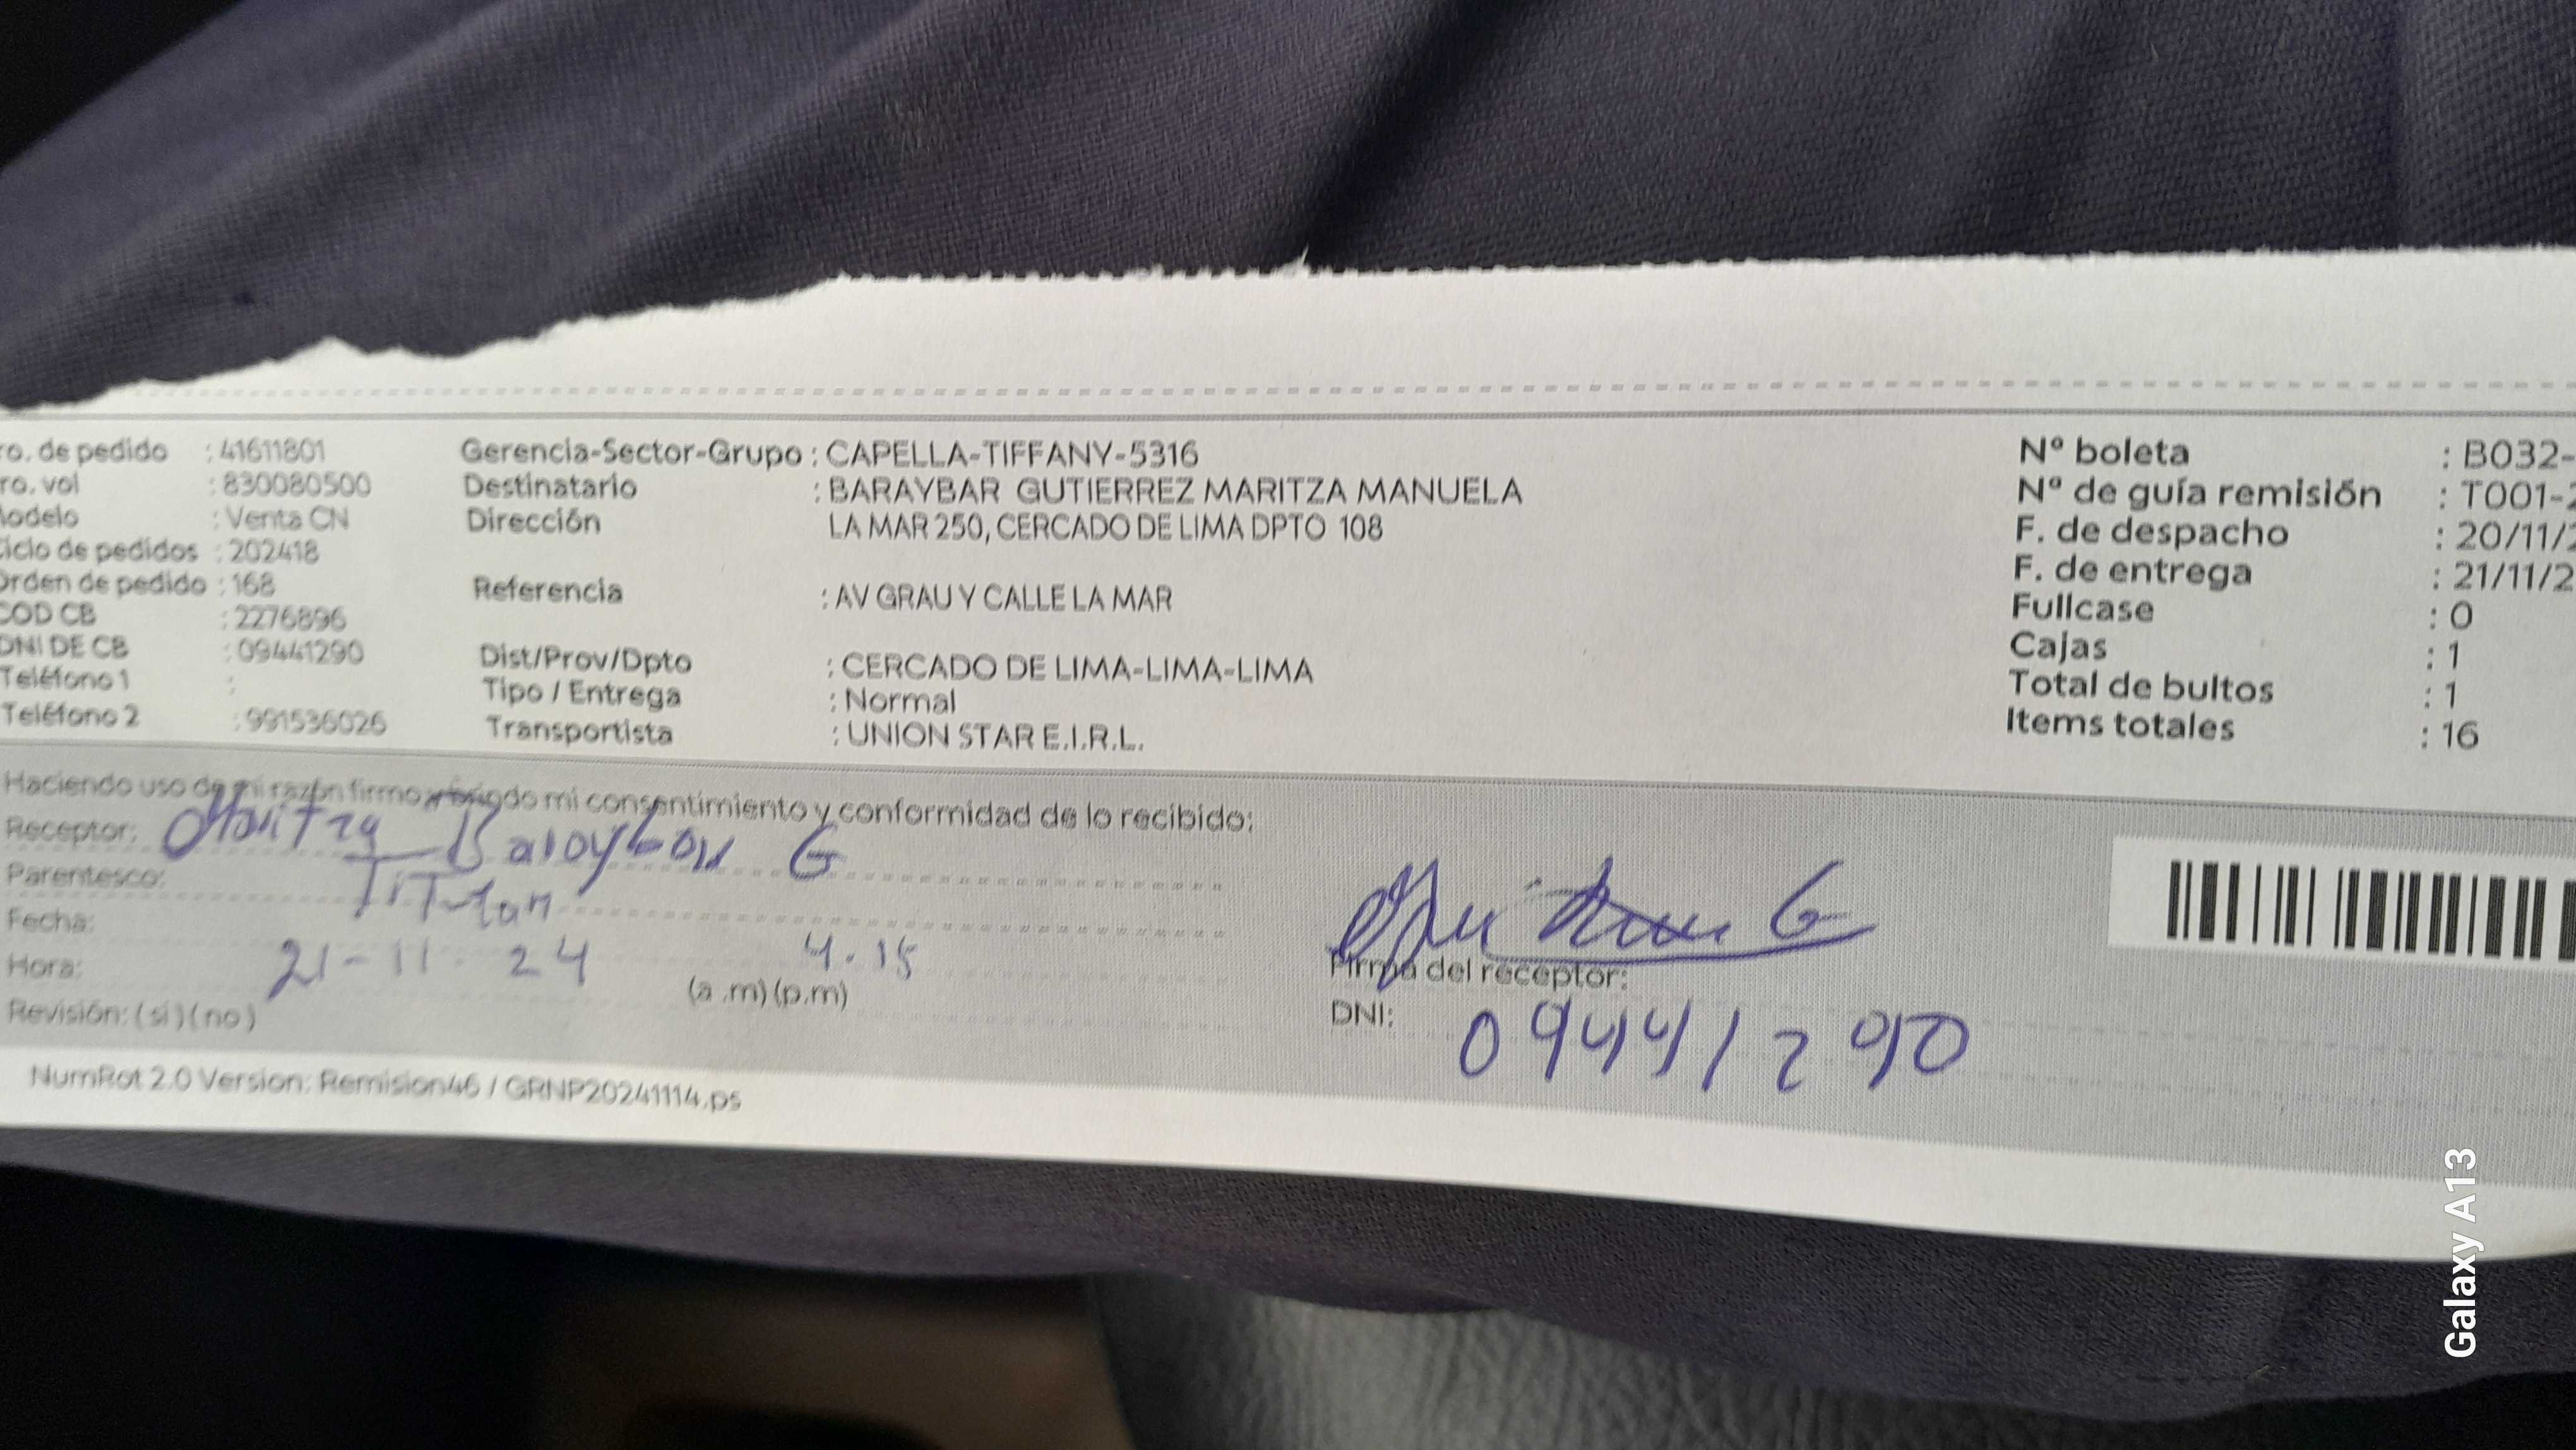 ro. de pedido : 41611801
ro. vol : 830080500
Modelo : Venta CN
Ciclo de pedidos : 202418
Orden de pedido : 168
COD CB : 2276896
DNI DE CB : 09441290
Teléfono 1 :
Teléfono 2 : 991536026
Gerencia-Sector-Grupo : CAPELLA-TIFFANY-5316
Destinatario : BARAYBAR GUTIERREZ MARITZA MANUELA
Dirección LA MAR 250, CERCADO DE LIMA DPTO 108
Referencia : AV GRAU Y CALLE LA MAR
Dist/Prov/Dpto : CERCADO DE LIMA-LIMA-LIMA
Tipo / Entrega : Normal
Transportista : UNION STAR E.I.R.L.
Nº boleta : B032-
Nº de guía remisión : T001-2
F. de despacho : 20/11/2
F. de entrega : 21/11/2
Fullcase : 0
Cajas : 1
Total de bultos : 1
Items totales : 16
Haciendo uso de mi razón firmo y brindo mi consentimiento y conformidad de lo recibido:
Receptor: Maritza Baraybar G
Parentesco:
Fecha: 21-11-24
Hora: 4.15 (a .m) (p.m)
Revisión: ( si ) ( no )
Firma del receptor:
DNI: 09441290
NumRot 2.0 Version: Remision46 / GRNP20241114.ps
Galaxy A13